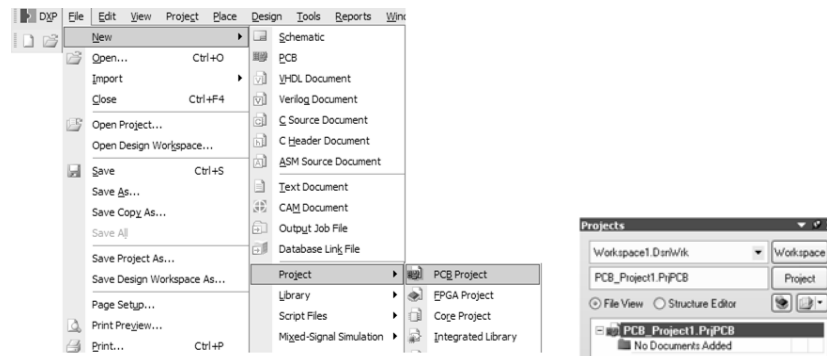 DXP File Edit View Project Place Design Tools Reports Wind
New
Open... Ctrl+O
Import
Close Ctrl+F4
Open Project...
Open Design Workspace...
Save Ctrl+S
Save As...
Save Copy As...
Save All
Save Project As...
Save Design Workspace As...
Page Setup...
Print Preview...
Print... Ctrl+P
Schematic
PCB
VHDL Document
Verilog Document
C Source Document
C Header Document
ASM Source Document
Text Document
CAM Document
Output Job File
Database Link File
Project
Library
Script Files
Mixed-Signal Simulation
PCB Project
FPGA Project
Core Project
Integrated Library
Projects
Workspace1.DsnWrk Workspace
PCB_Project1.PrjPCB Project
File View Structure Editor
PCB_Project1.PrjPCB
No Documents Added